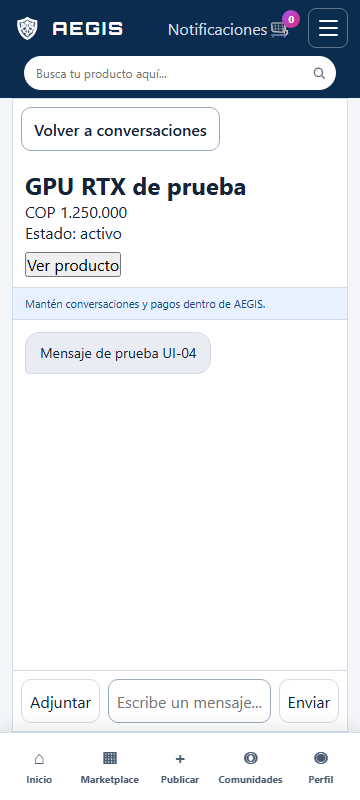 AEGIS
Notificaciones
0
Busca tu producto aquí...
Volver a conversaciones
GPU RTX de prueba
COP 1.250.000
Estado: activo
Ver producto
Mantén conversaciones y pagos dentro de AEGIS.
Mensaje de prueba UI-04
Adjuntar
Escribe un mensaje...
Enviar
Inicio
Marketplace
Publicar
Comunidades
Perfil